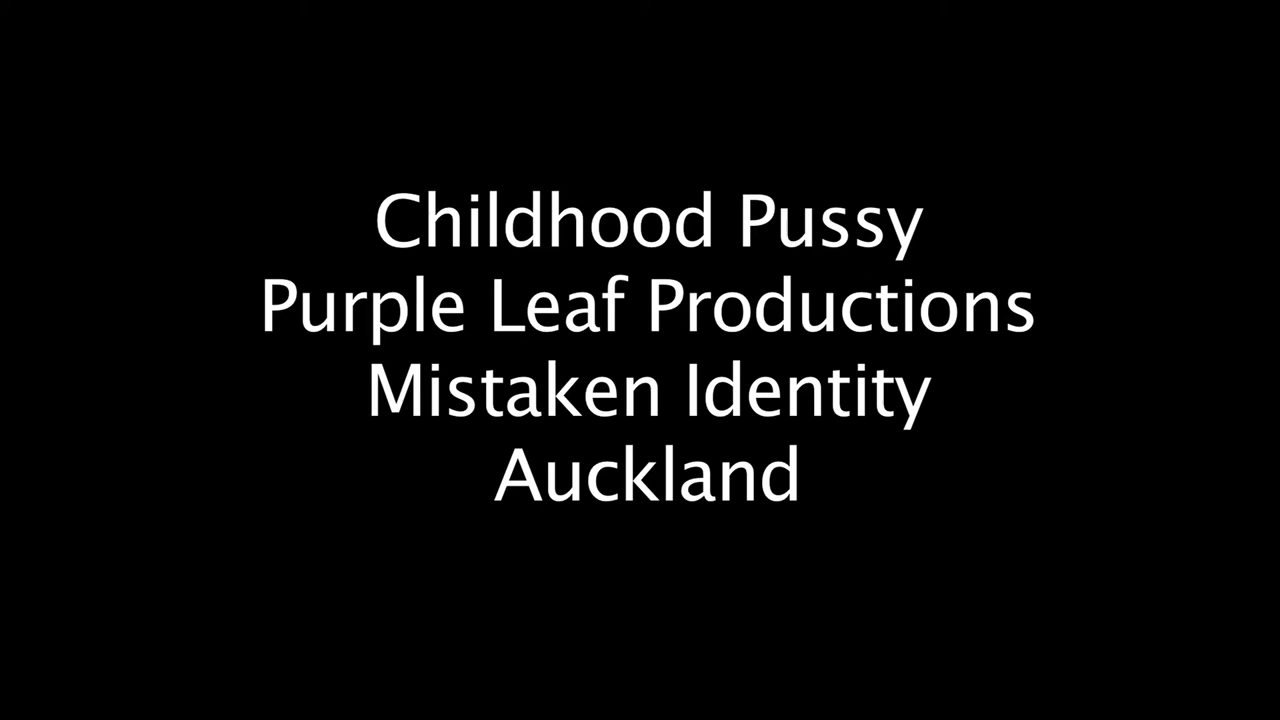 Childhood Pussy
Purple Leaf Productions
Mistaken Identity
Auckland